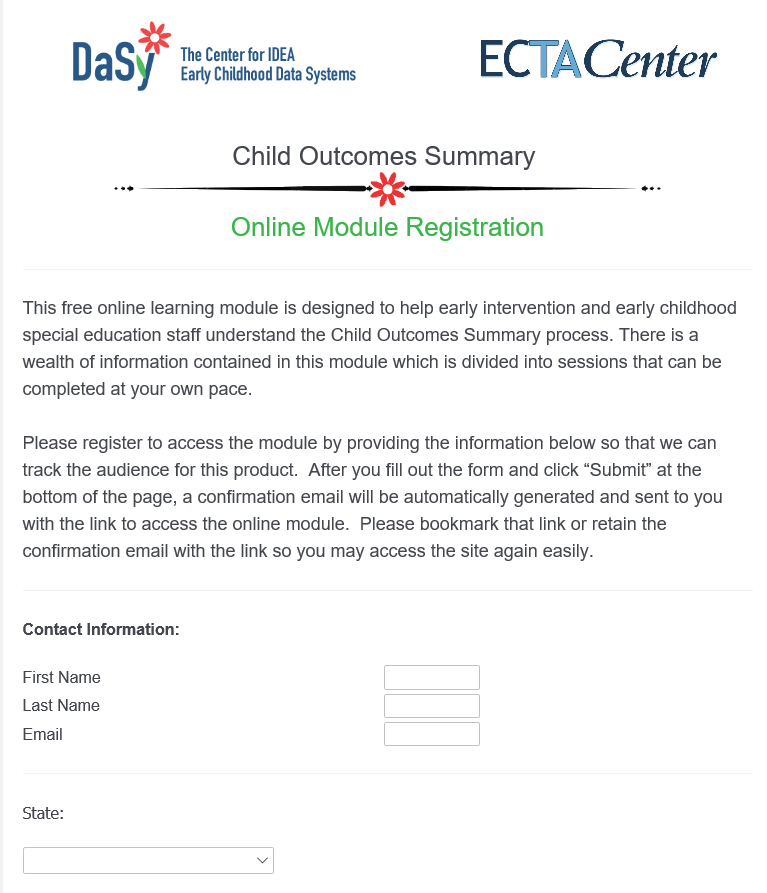 DaSy The Center for IDEA
Early Childhood Data Systems
ECTACenter
Child Outcomes Summary
Online Module Registration
This free online learning module is designed to help early intervention and early childhood
special education staff understand the Child Outcomes Summary process. There is a
wealth of information contained in this module which is divided into sessions that can be
completed at your own pace.
Please register to access the module by providing the information below so that we can
track the audience for this product.  After you fill out the form and click “Submit” at the
bottom of the page, a confirmation email will be automatically generated and sent to you
with the link to access the online module.  Please bookmark that link or retain the
confirmation email with the link so you may access the site again easily.
Contact Information:
First Name
Last Name
Email
State: